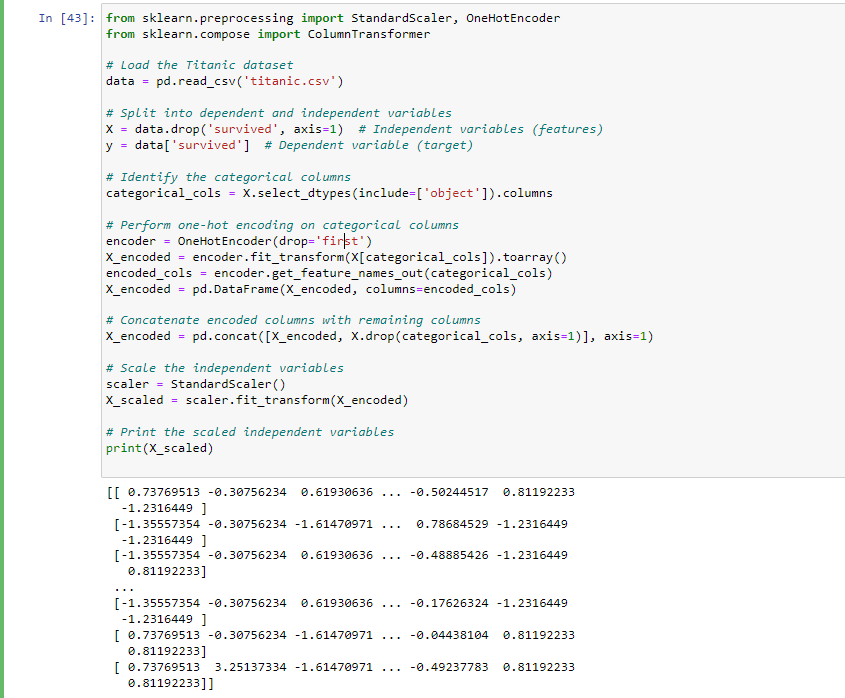 In [43]: from sklearn.preprocessing import StandardScaler, OneHotEncoder
from sklearn.compose import ColumnTransformer
# Load the Titanic dataset
data = pd.read_csv('titanic.csv')
# Split into dependent and independent variables
X = data.drop('survived', axis=1)  # Independent variables (features)
y = data['survived']  # Dependent variable (target)
# Identify the categorical columns
categorical_cols = X.select_dtypes(include=['object']).columns
# Perform one-hot encoding on categorical columns
encoder = OneHotEncoder(drop='first')
X_encoded = encoder.fit_transform(X[categorical_cols]).toarray()
encoded_cols = encoder.get_feature_names_out(categorical_cols)
X_encoded = pd.DataFrame(X_encoded, columns=encoded_cols)
# Concatenate encoded columns with remaining columns
X_encoded = pd.concat([X_encoded, X.drop(categorical_cols, axis=1)], axis=1)
# Scale the independent variables
scaler = StandardScaler()
X_scaled = scaler.fit_transform(X_encoded)
# Print the scaled independent variables
print(X_scaled)
[[ 0.73769513 -0.30756234  0.61930636 ... -0.50244517  0.81192233
  -1.2316449 ]
 [-1.35557354 -0.30756234 -1.61470971 ...  0.78684529 -1.2316449
  -1.2316449 ]
 [-1.35557354 -0.30756234  0.61930636 ... -0.48885426 -1.2316449
   0.81192233]
 ...
 [-1.35557354 -0.30756234  0.61930636 ... -0.17626324 -1.2316449
  -1.2316449 ]
 [ 0.73769513 -0.30756234 -1.61470971 ... -0.04438104  0.81192233
   0.81192233]
 [ 0.73769513  3.25137334 -1.61470971 ... -0.49237783  0.81192233
   0.81192233]]